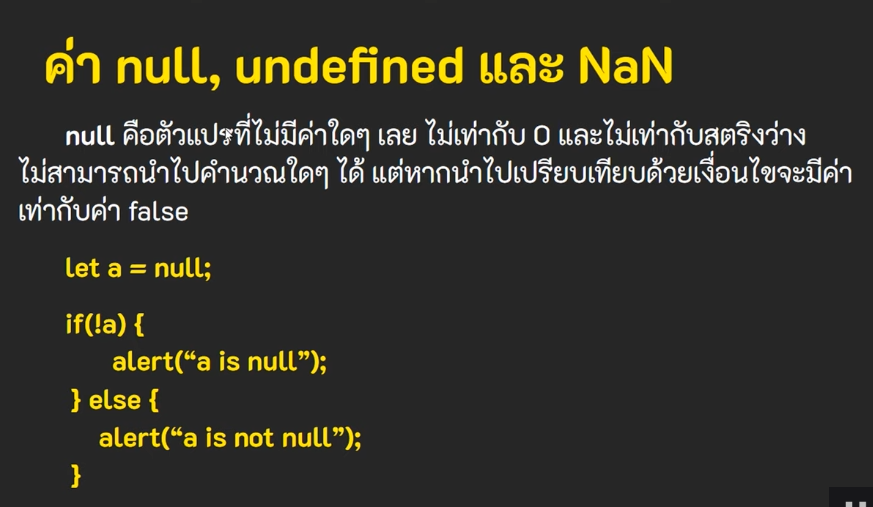 ค่า null, undefined และ NaN
null คือตัวแปรที่ไม่มีค่าใดๆ เลย ไม่เท่ากับ 0 และไม่เท่ากับสตริงว่าง
ไม่สามารถนำไปคำนวณใดๆ ได้ แต่หากนำไปเปรียบเทียบด้วยเงื่อนไขจะมีค่า
เท่ากับค่า false
let a = null;
if(!a) {
alert(“a is null”);
} else {
alert(“a is not null”);
}